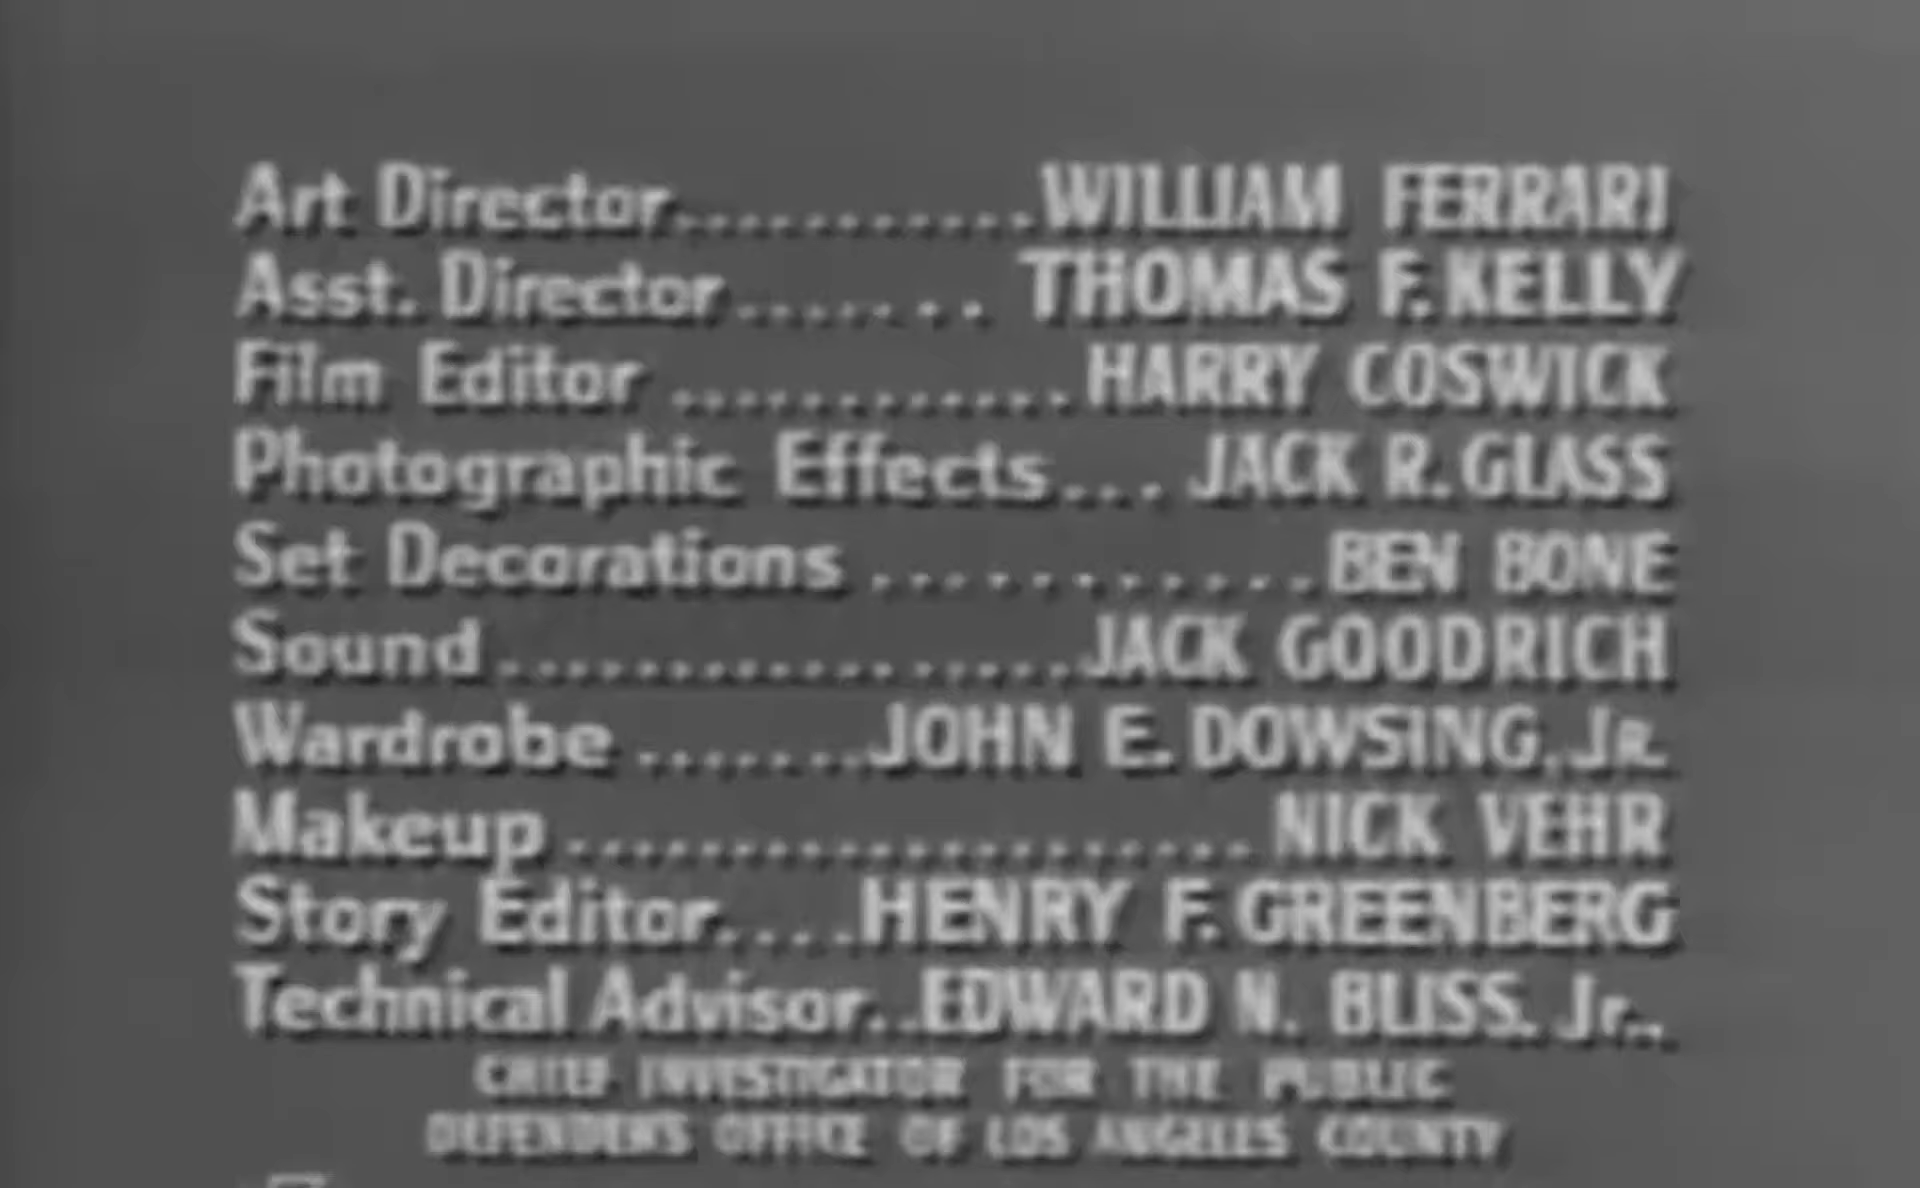 Art Director...........WILLIAM FERRARI
Asst. Director........ THOMAS F. KELLY
Film Editor ............HARRY COSWICK
Photographic Effects... JACK R. GLASS
Set Decorations ...........BEN BONE
Sound.................JACK GOODRICH
Wardrobe .......JOHN E. DOWSING, JR.
Makeup .....................NICK VEHR
Story Editor....HENRY F. GREENBERG
Technical Advisor..EDWARD N. BLISS, Jr.,
CHIEF INVESTIGATOR FOR THE PUBLIC
DEFENDER'S OFFICE OF LOS ANGELES COUNTY